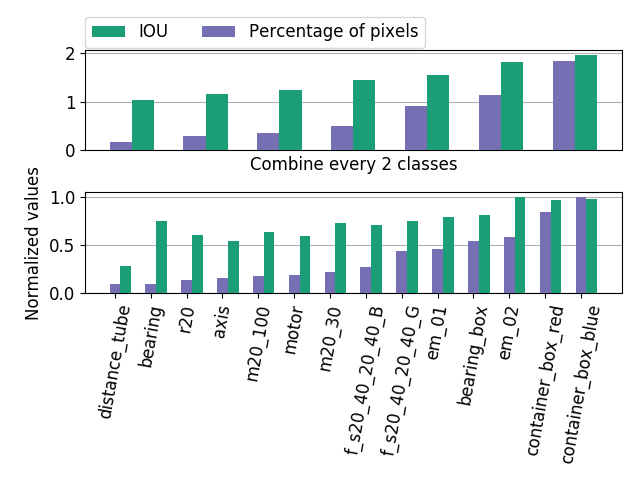 IOU Percentage of pixels
2
1
0
Combine every 2 classes
Normalized values
1.0
0.5
0.0
distance_tube
bearing
r20
axis
m20_100
motor
m20_30
f_s20_40_20_40_B
f_s20_40_20_40_G
em_01
bearing_box
em_02
container_box_red
container_box_blue